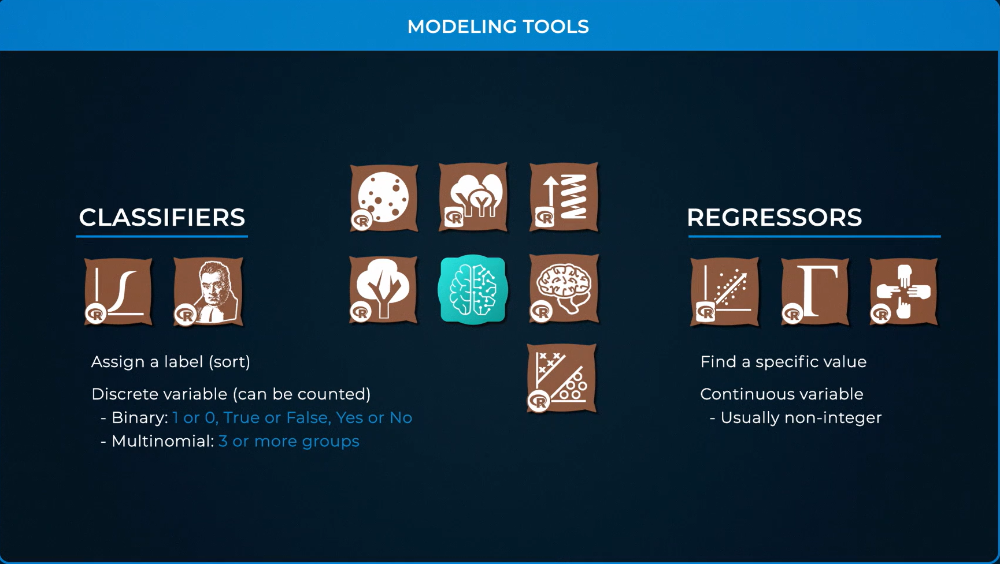 MODELING TOOLS
CLASSIFIERS
Assign a label (sort)
Discrete variable (can be counted)
- Binary: 1 or 0, True or False, Yes or No
- Multinomial: 3 or more groups
R
R
R
R
R
R
R
R
x x
x
x
R
REGRESSORS
R
Γ
R
R
Find a specific value
Continuous variable
- Usually non-integer